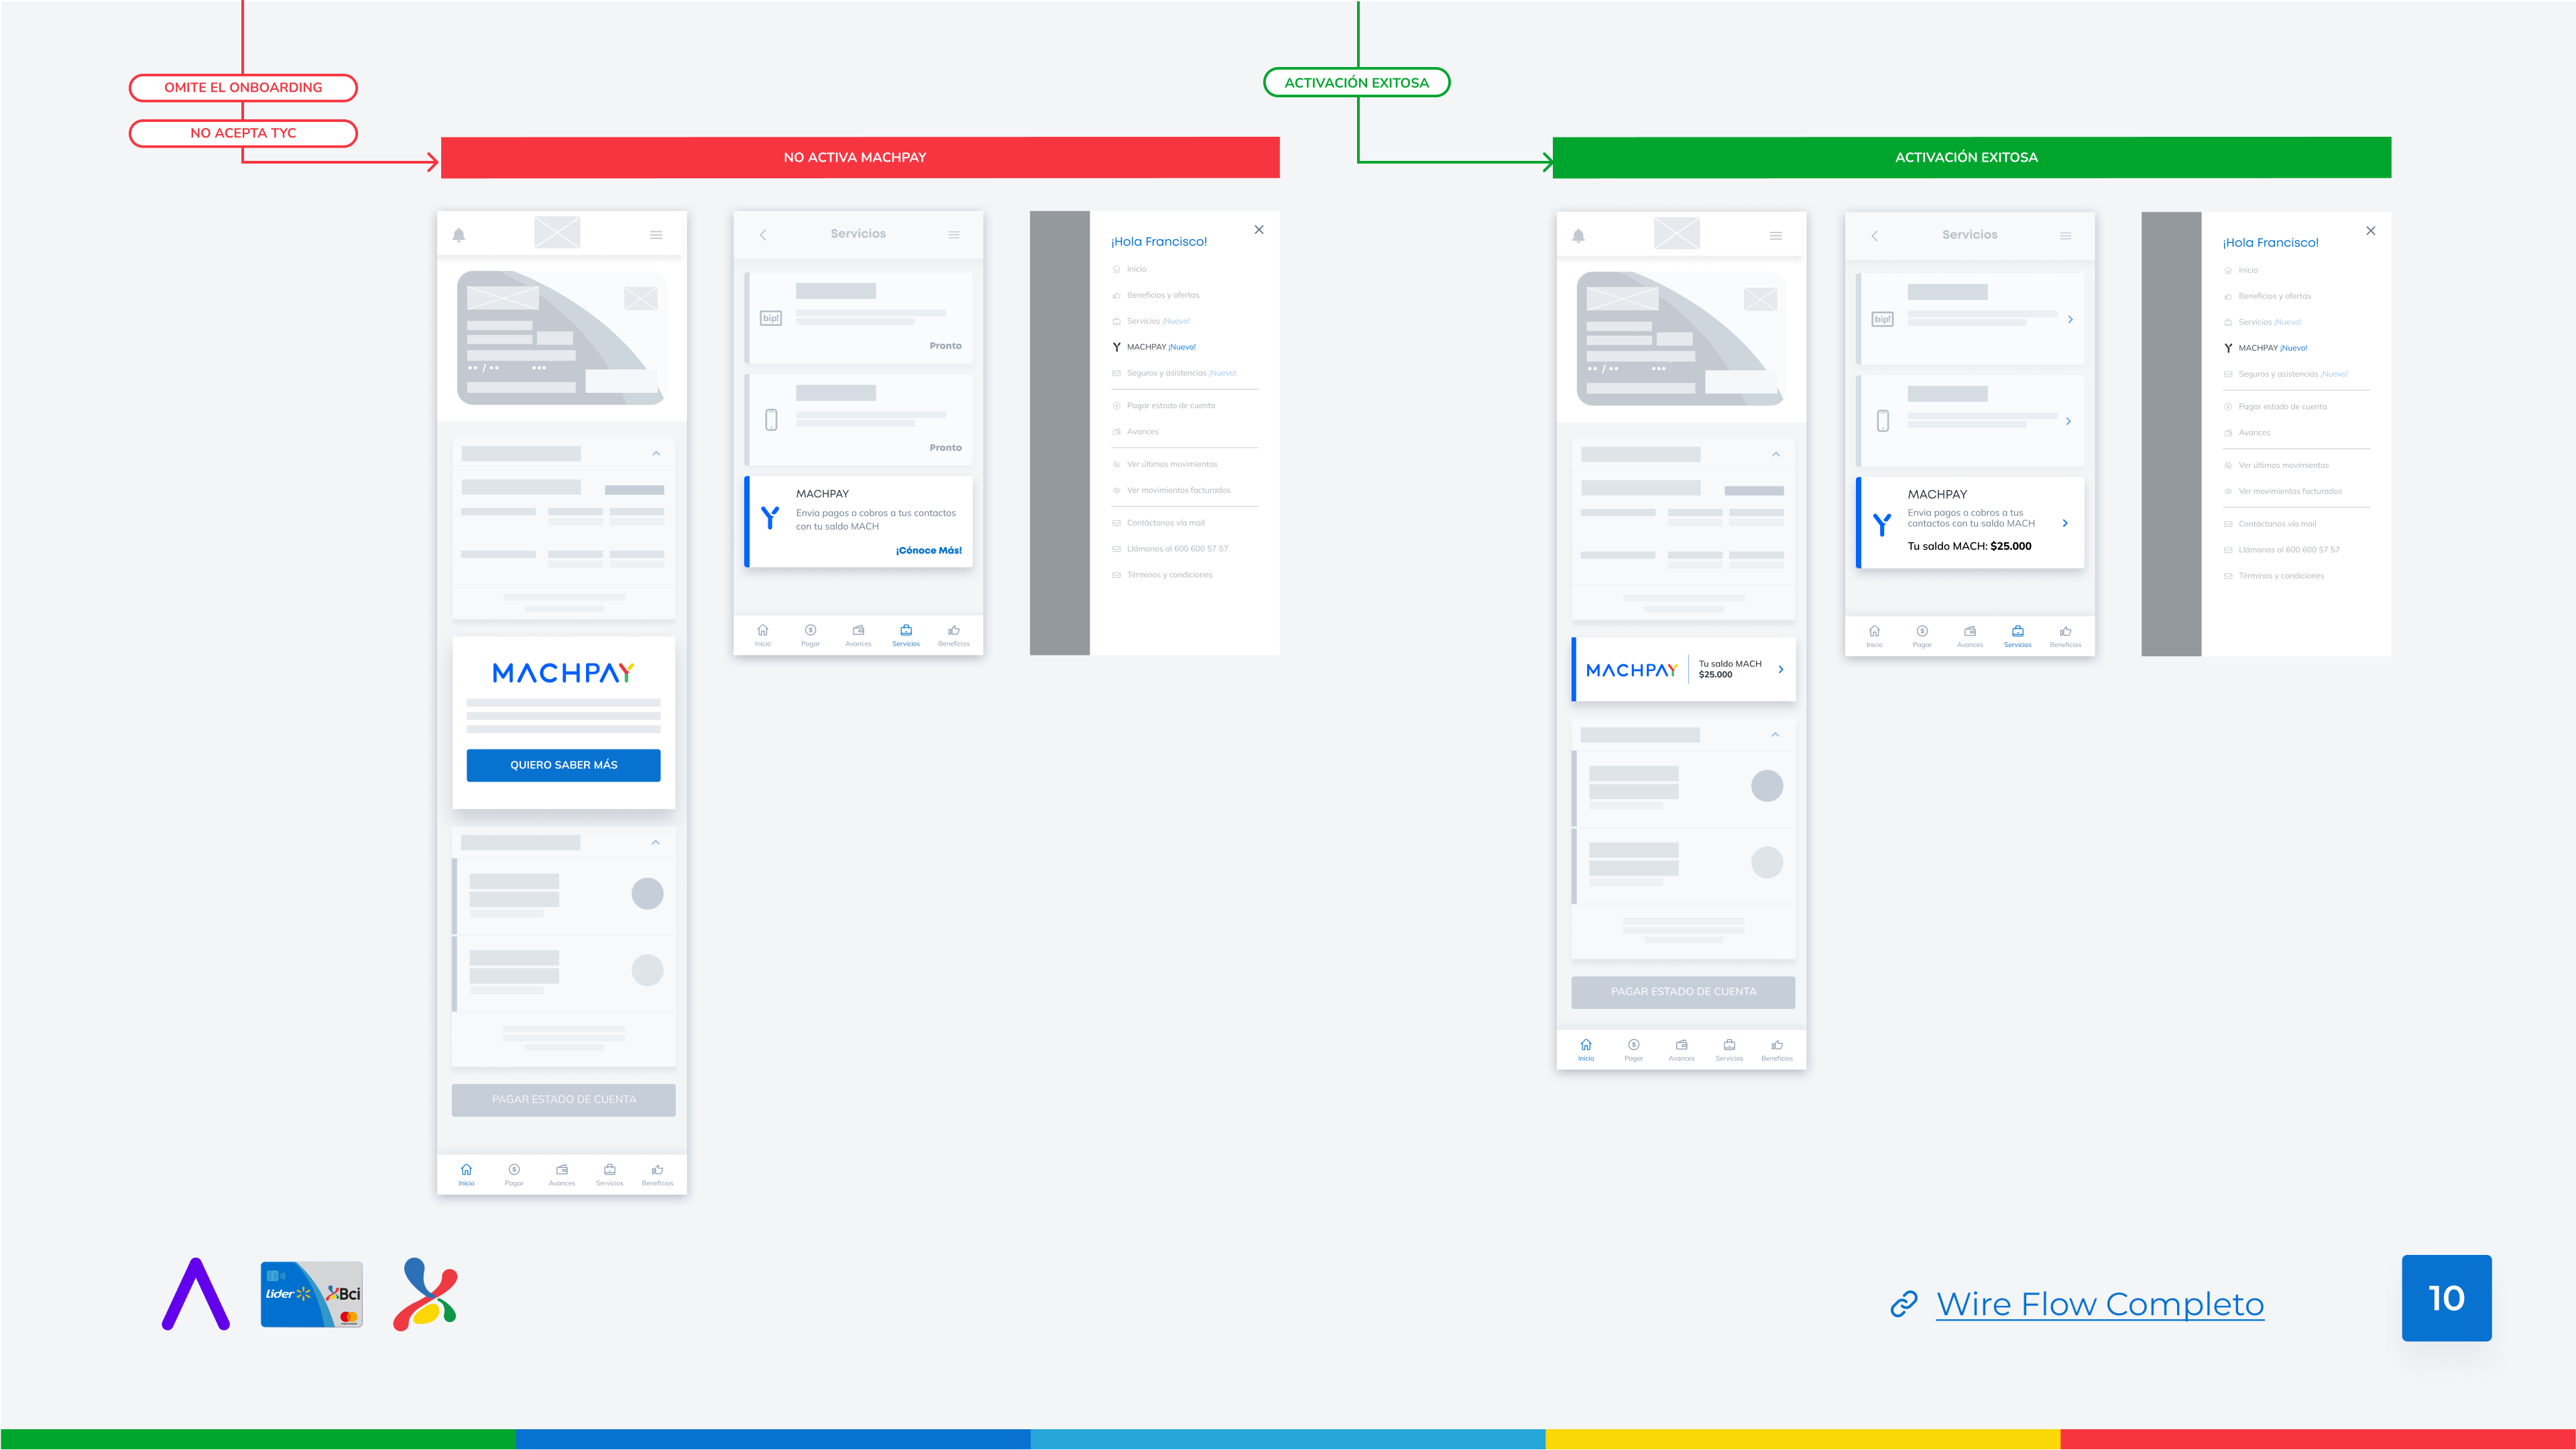 OMITE EL ONBOARDING
NO ACEPTA TYC
NO ACTIVA MACHPAY
MACHPAY
QUIERO SABER MÁS
PAGAR ESTADO DE CUENTA
Inicio
Pagar
Avances
Servicios
Beneficios
Servicios
bip!
Pronto
Pronto
MACHPAY
Envia pagos o cobros a tus contactos
con tu saldo MACH
¡Cónoce Más!
Inicio
Pagar
Avances
Servicios
Beneficios
¡Hola Francisco!
Inicio
Beneficios y ofertas
Servicios ¡Nuevo!
MACHPAY ¡Nuevo!
Seguros y asistencias ¡Nuevo!
Pagar estado de cuenta
Avances
Ver últimos movimientos
Ver movimientos facturados
Contáctanos vía mail
Llámanos al 600 600 57 57
Términos y condiciones
ACTIVACIÓN EXITOSA
ACTIVACIÓN EXITOSA
MACHPAY
Tu saldo MACH
$25.000
PAGAR ESTADO DE CUENTA
Inicio
Pagar
Avances
Servicios
Beneficios
Servicios
bip!
MACHPAY
Envia pagos o cobros a tus
contactos con tu saldo MACH
Tu saldo MACH: $25.000
Inicio
Pagar
Avances
Servicios
Beneficios
¡Hola Francisco!
Inicio
Beneficios y ofertas
Servicios ¡Nuevo!
MACHPAY ¡Nuevo!
Seguros y asistencias ¡Nuevo!
Pagar estado de cuenta
Avances
Ver últimos movimientos
Ver movimientos facturados
Contáctanos vía mail
Llámanos al 600 600 57 57
Términos y condiciones
lider
Bci
Wire Flow Completo
10